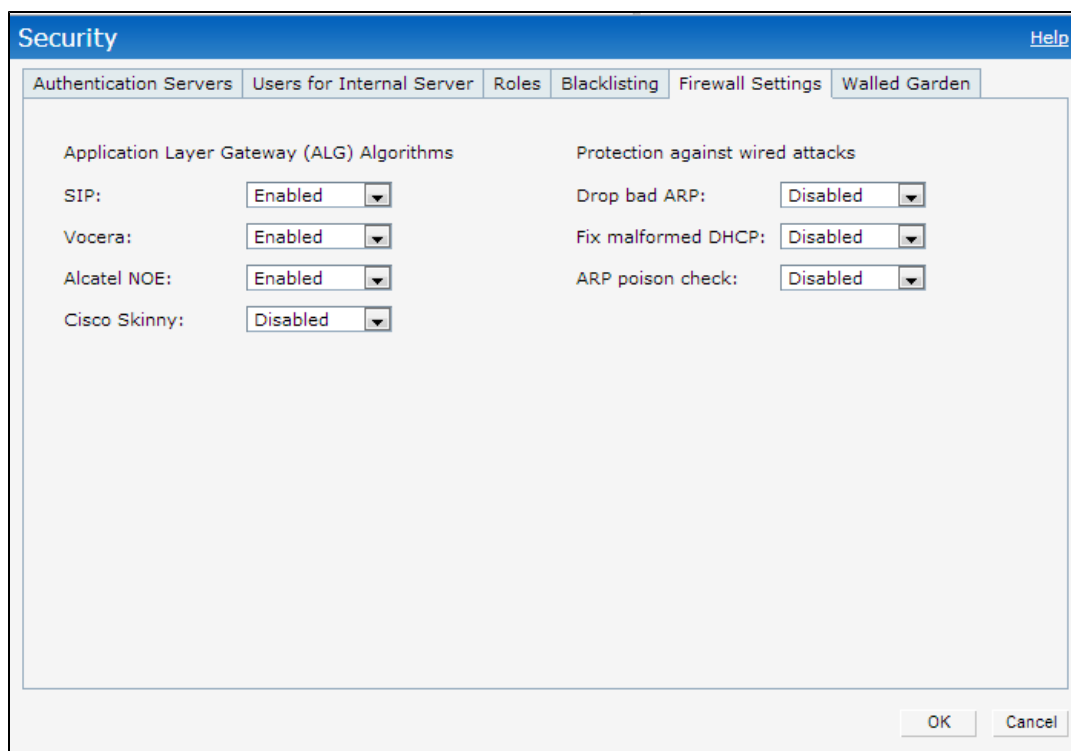 Security
Help
Authentication Servers
Users for Internal Server
Roles
Blacklisting
Firewall Settings
Walled Garden
Application Layer Gateway (ALG) Algorithms
SIP: Enabled
Vocera: Enabled
Alcatel NOE: Enabled
Cisco Skinny: Disabled
Protection against wired attacks
Drop bad ARP: Disabled
Fix malformed DHCP: Disabled
ARP poison check: Disabled
OK
Cancel